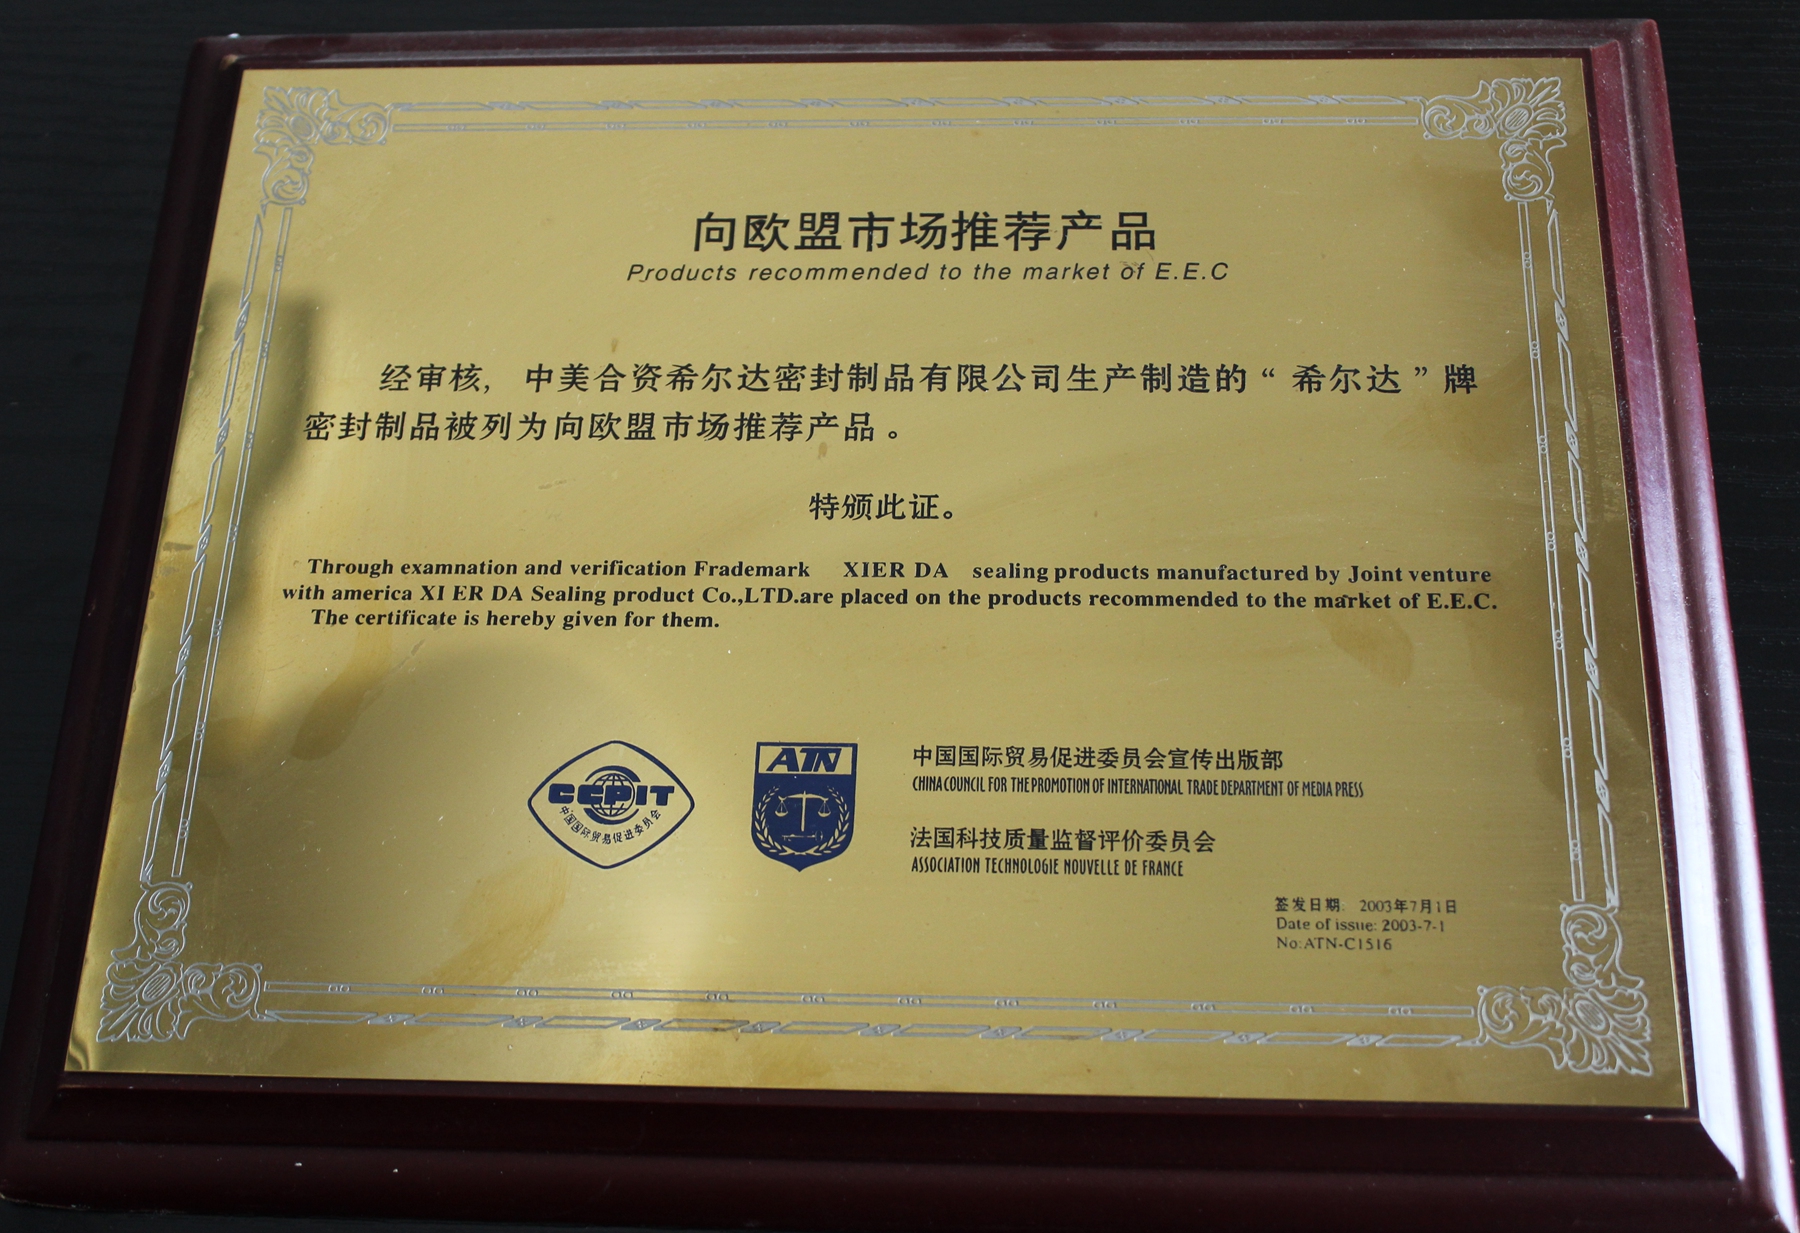 向欧盟市场推荐产品
Products recommended to the market of E.E.C
经审核, 中美合资希尔达密封制品有限公司生产制造的“希尔达”牌
密封制品被列为向欧盟市场推荐产品。
特颁此证。
Through examnation and verification Frademark XIER DA sealing products manufactured by Joint venture
with america XI ER DA Sealing product Co.,LTD.are placed on the products recommended to the market of E.E.C.
The certificate is hereby given for them.
CCPIT
中国国际贸易促进委员会
ATN
中国国际贸易促进委员会宣传出版部
CHINA COUNCIL FOR THE PROMOTION OF INTERNATIONAL TRADE DEPARTMENT OF MEDIA PRESS
法国科技质量监督评价委员会
ASSOCIATION TECHNOLOGIE NOUVELLE DE FRANCE
签发日期: 2003年7月1日
Date of issue: 2003-7-1
No:ATN-C1516